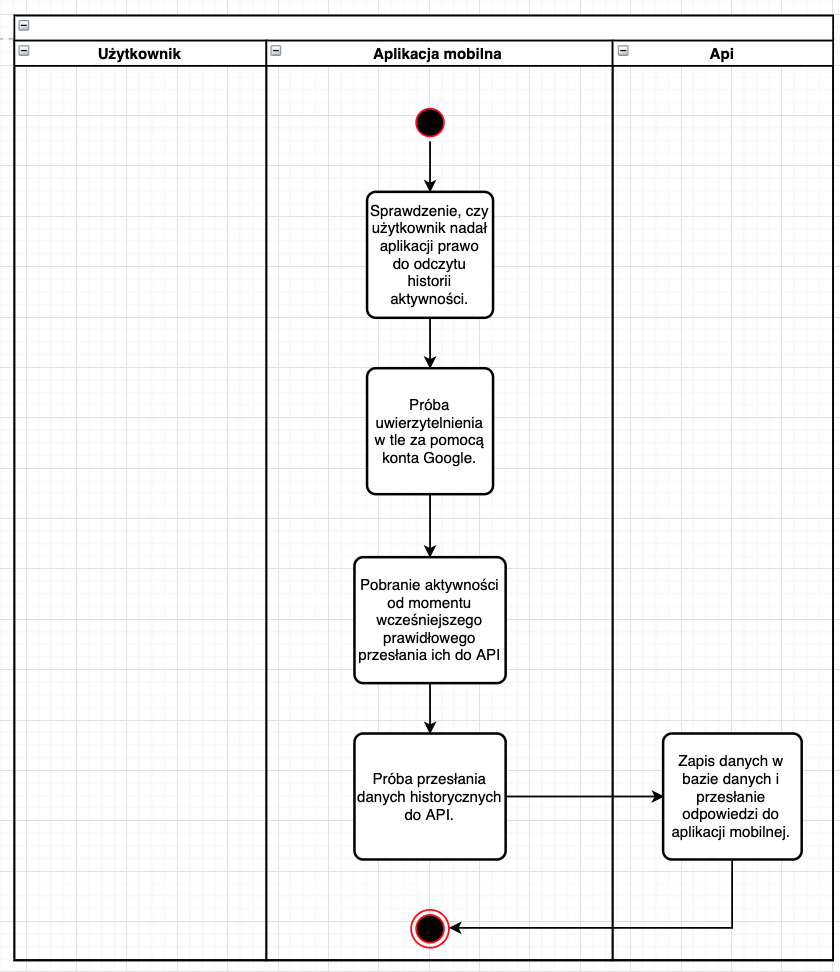 Użytkownik
Aplikacja mobilna
Api
Sprawdzenie, czy
użytkownik nadał
aplikacji prawo
do odczytu
historii
aktywności.
Próba
uwierzytelnienia
w tle za pomocą
konta Google.
Pobranie aktywności
od momentu
wcześniejszego
prawidłowego
przesłania ich do API
Próba przesłania
danych historycznych
do API.
Zapis danych w
bazie danych i
przesłanie
odpowiedzi do
aplikacji mobilnej.